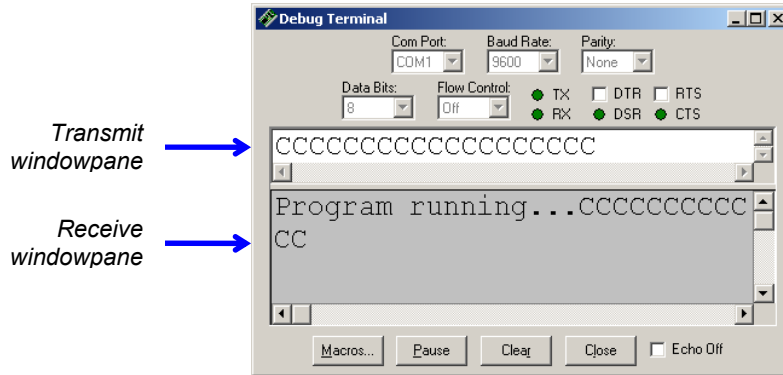 Debug Terminal
Com Port: Baud Rate: Parity:
COM1 9600 None
Data Bits: Flow Control: TX DTR RTS
8 Off RX DSR CTS
Transmit
windowpane
CCCCCCCCCCCCCCCCCCC
Receive
windowpane
Program running...CCCCCCCCCC
CC
Macros... Pause Clear Close Echo Off